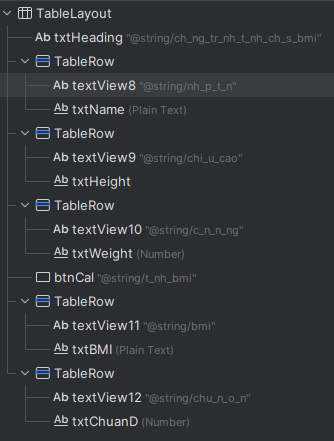 TableLayout
Ab txtHeading "@string/ch_ng_tr_nh_t_nh_ch_s_bmi"
TableRow
Ab textView8 "@string/nh_p_t_n"
Ab txtName (Plain Text)
TableRow
Ab textView9 "@string/chi_u_cao"
Ab txtHeight
TableRow
Ab textView10 "@string/c_n_n_ng"
Ab txtWeight (Number)
btnCal "@string/t_nh_bmi"
TableRow
Ab textView11 "@string/bmi"
Ab txtBMI (Plain Text)
TableRow
Ab textView12 "@string/chu_n_o_n"
Ab txtChuanD (Number)